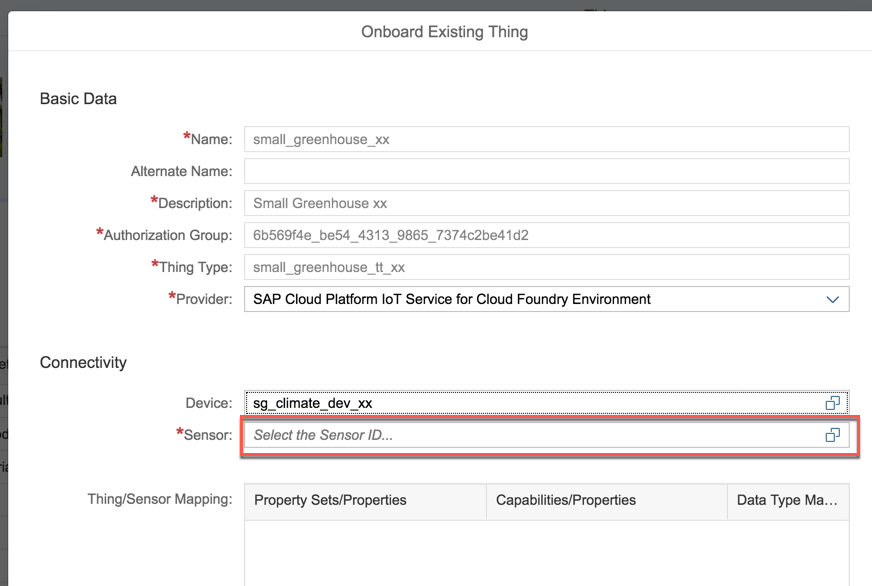 Onboard Existing Thing
Basic Data
*Name: small_greenhouse_xx
Alternate Name:
*Description: Small Greenhouse xx
*Authorization Group: 6b569f4e_be54_4313_9865_7374c2be41d2
*Thing Type: small_greenhouse_tt_xx
*Provider: SAP Cloud Platform IoT Service for Cloud Foundry Environment
Connectivity
Device: sg_climate_dev_xx
*Sensor: Select the Sensor ID...
Thing/Sensor Mapping: Property Sets/Properties Capabilities/Properties Data Type Ma...